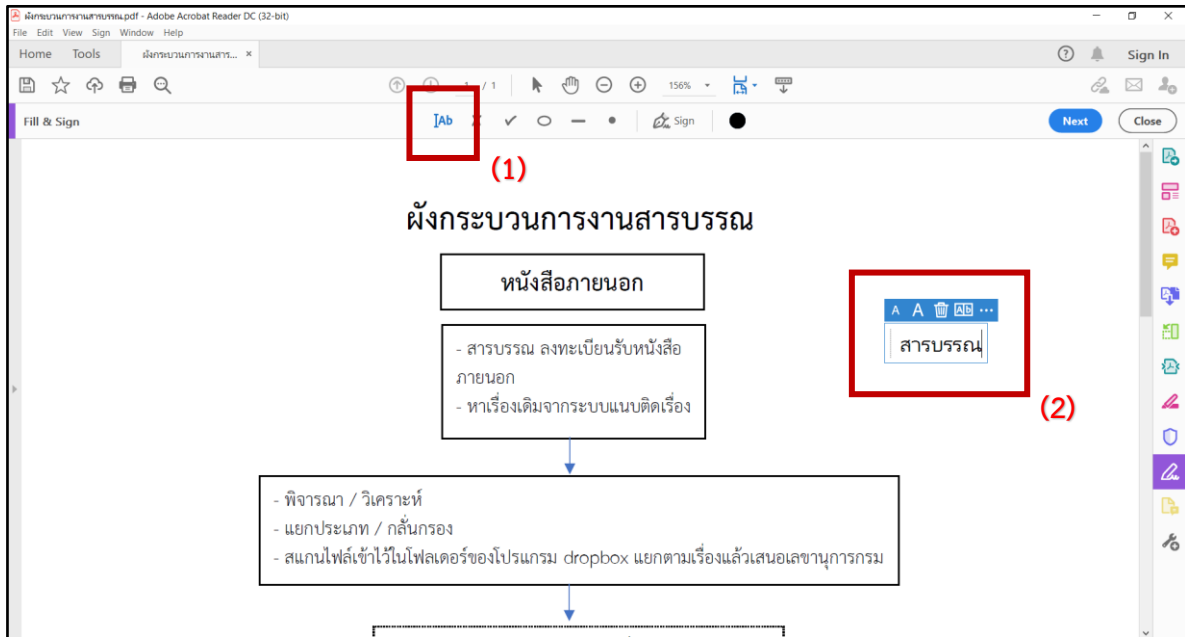 ผังกระบวนการงานสารบรรณ.pdf - Adobe Acrobat Reader DC (32-bit)
File Edit View Sign Window Help
Home Tools ผังกระบวนการงานสาร... ×
1 / 1 156%
Sign In
Fill & Sign
IAb Sign
Next Close
(1)
ผังกระบวนการงานสารบรรณ
หนังสือภายนอก
A A Ab ...
สารบรรณ
(2)
- สารบรรณ ลงทะเบียนรับหนังสือ
ภายนอก
- หาเรื่องเดิมจากระบบแนบติดเรื่อง
- พิจารณา / วิเคราะห์
- แยกประเภท / กลั่นกรอง
- สแกนไฟล์เข้าไว้ในโฟลเดอร์ของโปรแกรม dropbox แยกตามเรื่องแล้วเสนอเลขานุการกรม